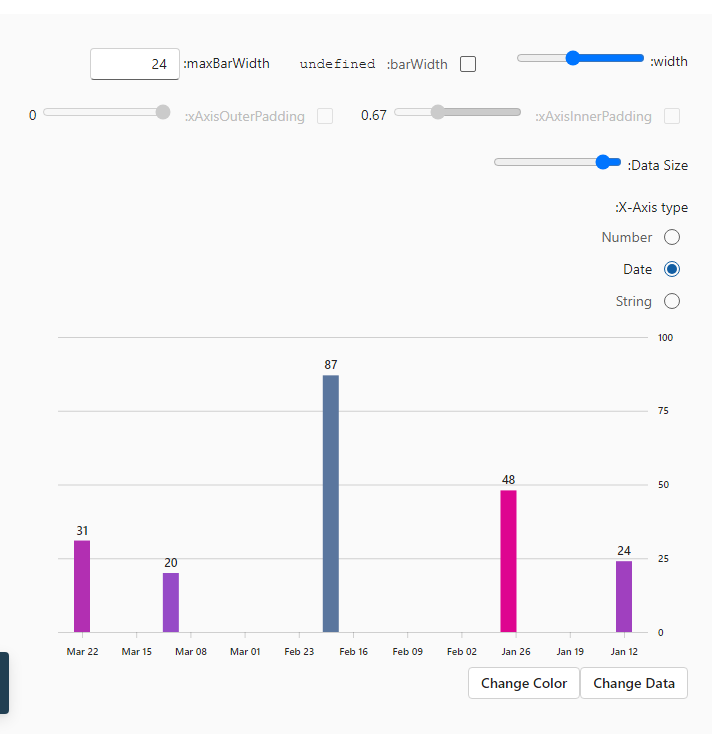 :width
:barWidth undefined
:maxBarWidth 24
:xAxisInnerPadding 0.67
:xAxisOuterPadding 0
:Data Size
:X-Axis type
Number
Date
String
100
75
50
25
0
87
48
31
24
20
Mar 22 Mar 15 Mar 08 Mar 01 Feb 23 Feb 16 Feb 09 Feb 02 Jan 26 Jan 19 Jan 12
Change Color Change Data